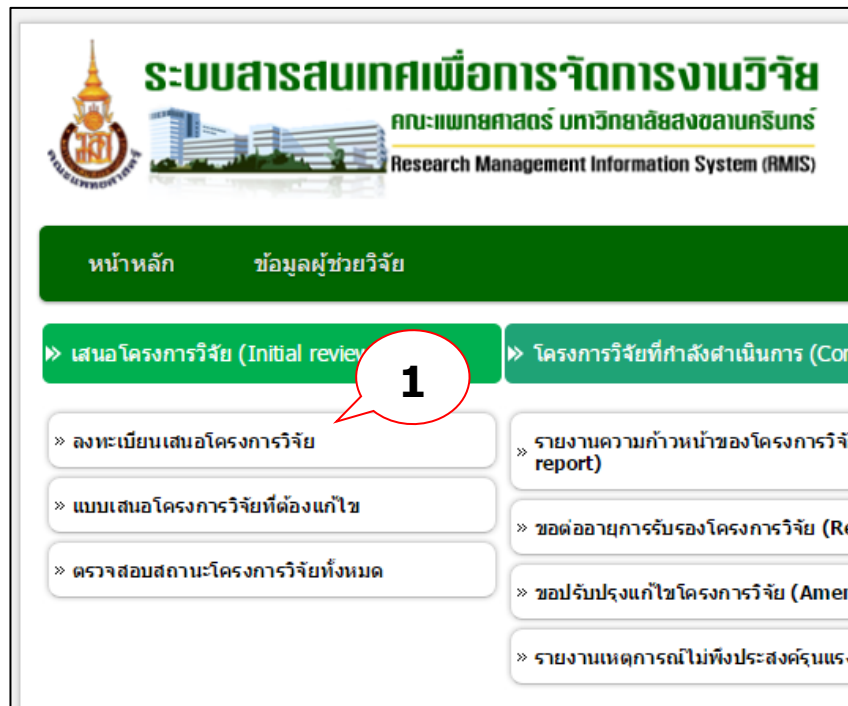 ระบบสารสนเทศเพื่อการจัดการงานวิจัย
คณะแพทยศาสตร์ มหาวิทยาลัยสงขลานครินทร์
Research Management Information System (RMIS)
คณะแพทยศาสตร์
หน้าหลัก ข้อมูลผู้ช่วยวิจัย
» เสนอโครงการวิจัย (Initial review
1
» ลงทะเบียนเสนอโครงการวิจัย
» แบบเสนอโครงการวิจัยที่ต้องแก้ไข
» ตรวจสอบสถานะโครงการวิจัยทั้งหมด
» โครงการวิจัยที่กำลังดำเนินการ (Con
» รายงานความก้าวหน้าของโครงการวิจั
report)
» ขอต่ออายุการรับรองโครงการวิจัย (Re
» ขอปรับปรุงแก้ไขโครงการวิจัย (Amen
» รายงานเหตุการณ์ไม่พึงประสงค์รุนแรง